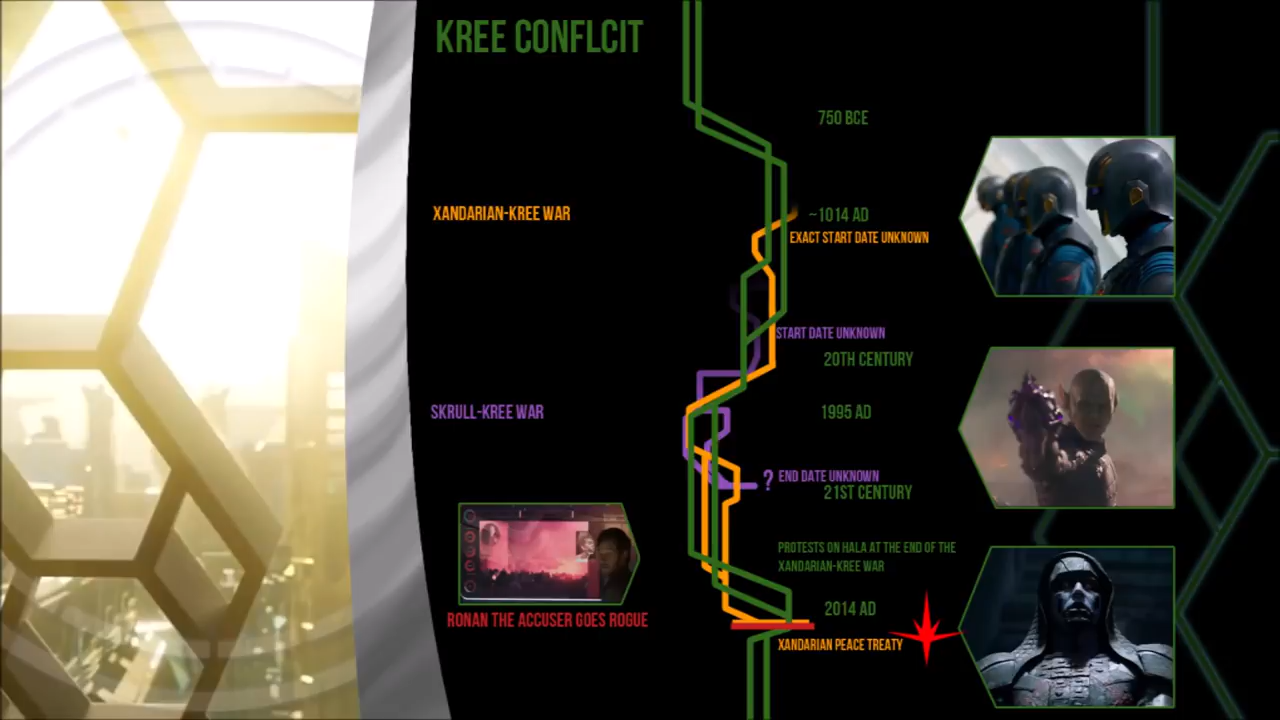 KREE CONFLCIT
750 BCE
XANDARIAN-KREE WAR
~1014 AD
EXACT START DATE UNKNOWN
START DATE UNKNOWN
20TH CENTURY
SKRULL-KREE WAR
1995 AD
? END DATE UNKNOWN
21ST CENTURY
PROTESTS ON HALA AT THE END OF THE
XANDARIAN-KREE WAR
2014 AD
RONAN THE ACCUSER GOES ROGUE
XANDARIAN PEACE TREATY